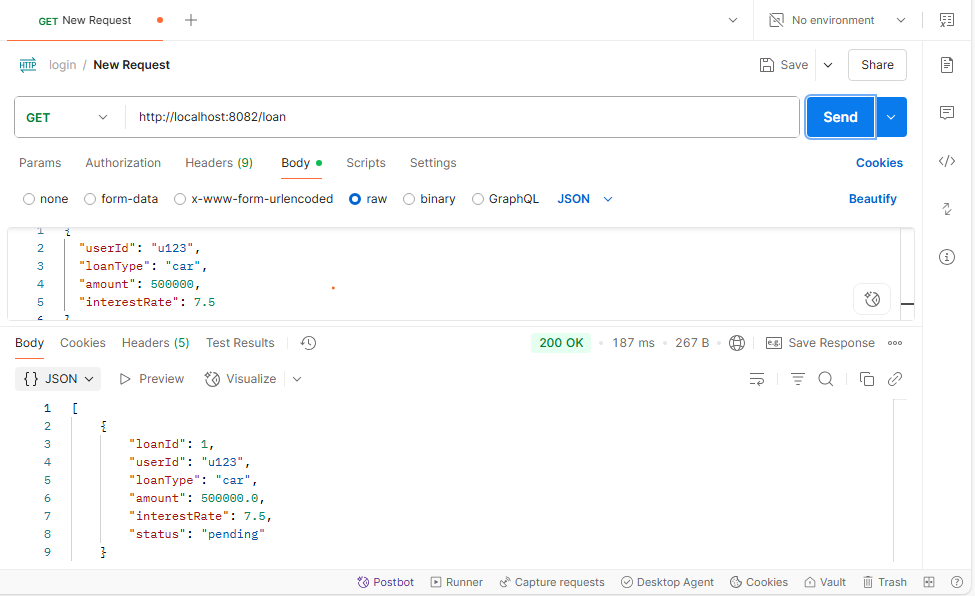 GET New Request
No environment
HTTP login / New Request
Save
Share
GET http://localhost:8082/loan
Send
Params Authorization Headers (9) Body Scripts Settings
Cookies
none form-data x-www-form-urlencoded raw binary GraphQL JSON
Beautify
1 {
2 "userId": "u123",
3 "loanType": "car",
4 "amount": 500000,
5 "interestRate": 7.5
6 }
Body Cookies Headers (5) Test Results
200 OK • 187 ms • 267 B •
e.g. Save Response
{} JSON Preview Visualize
1 [
2 {
3 "loanId": 1,
4 "userId": "u123",
5 "loanType": "car",
6 "amount": 500000.0,
7 "interestRate": 7.5,
8 "status": "pending"
9 }
Postbot Runner Capture requests Desktop Agent Cookies Vault Trash